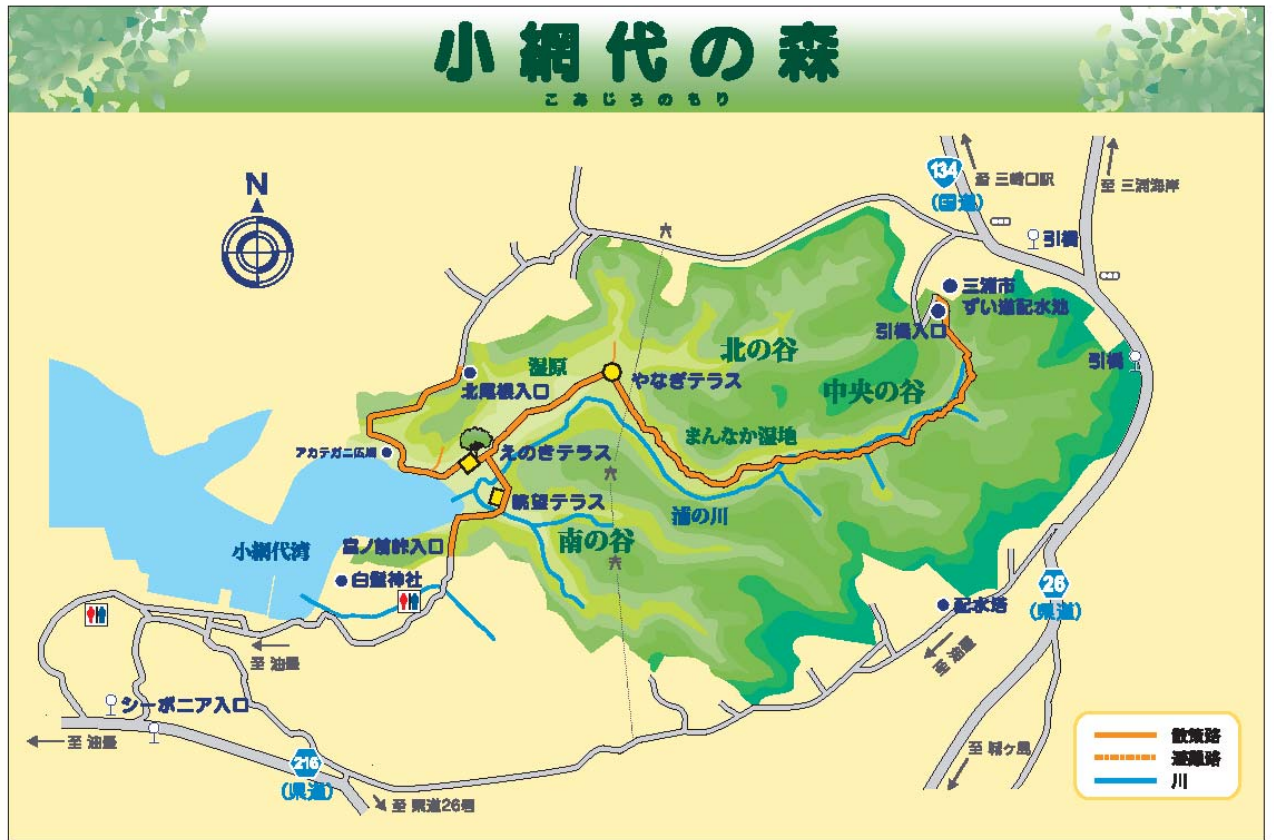 小網代の森
こあじろのもり
N
134
(国道)
至 三崎口駅
至 三浦海岸
引橋
三浦市
ずい道配水池
引橋入口
引橋
北の谷
湿原
やなぎテラス
中央の谷
北尾根入口
まんなか湿地
アカテガニ広場
えのきテラス
眺望テラス
浦の川
小網代湾
宮ノ前峠入口
南の谷
白髭神社
26
(県道)
配水塔
至 油壷
至 油壷
シーボニア入口
至 油壷
216
(県道)
至 県道26号
至 城ヶ島
散策路
避難路
川